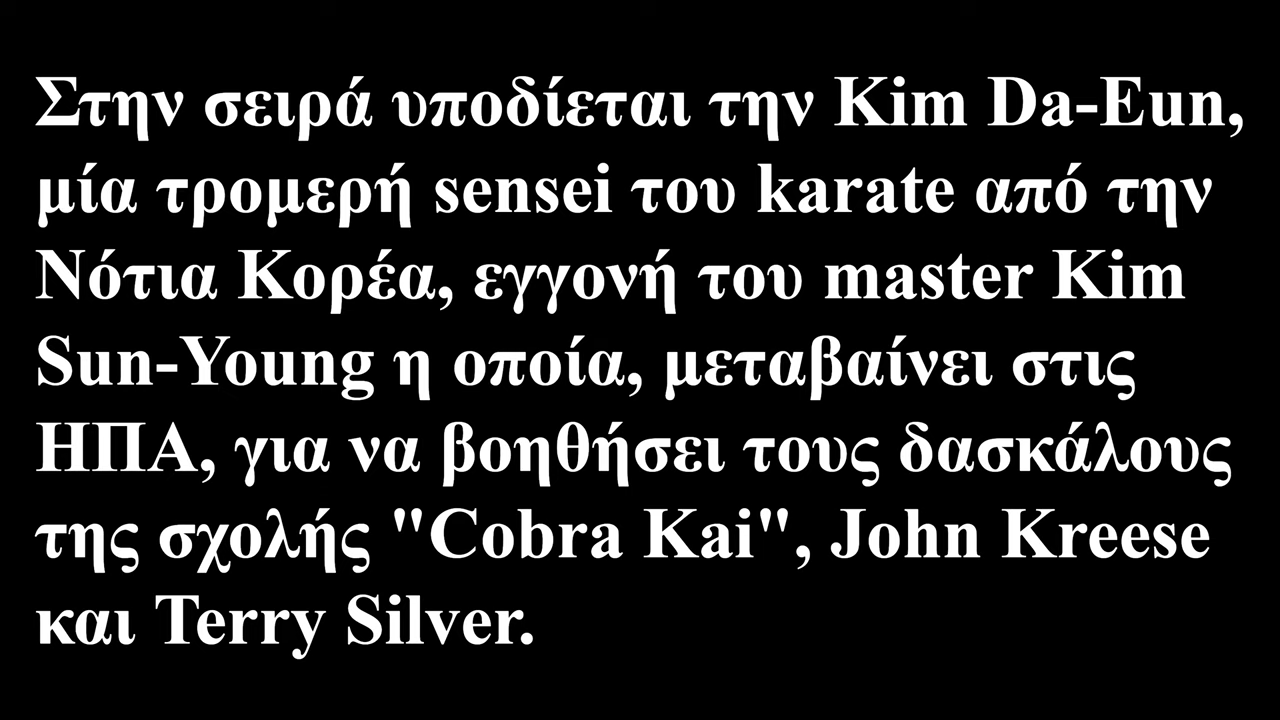 Στην σειρά υποδίεται την Kim Da-Eun,
μία τρομερή sensei του karate από την
Νότια Κορέα, εγγονή του master Kim
Sun-Young η οποία, μεταβαίνει στις
ΗΠΑ, για να βοηθήσει τους δασκάλους
της σχολής "Cobra Kai", John Kreese
και Terry Silver.